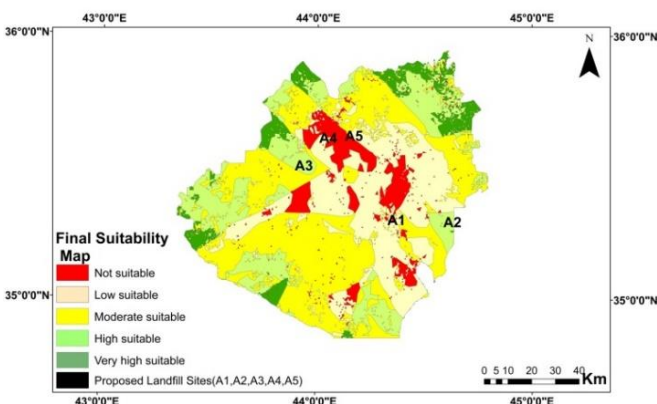 43°0'0"N 44°0'0"N 45°0'0"N
36°0'0"N 36°0'0"N
N
A4 A5
A3
A1 A2
Final Suitability
Map
Not suitable
Low suitable
Moderate suitable
High suitable
Very high suitable
Proposed Landfill Sites(A1,A2,A3,A4,A5)
35°0'0"N 35°0'0"N
0 5 10 20 30 40 Km
43°0'0"N 44°0'0"N 45°0'0"N